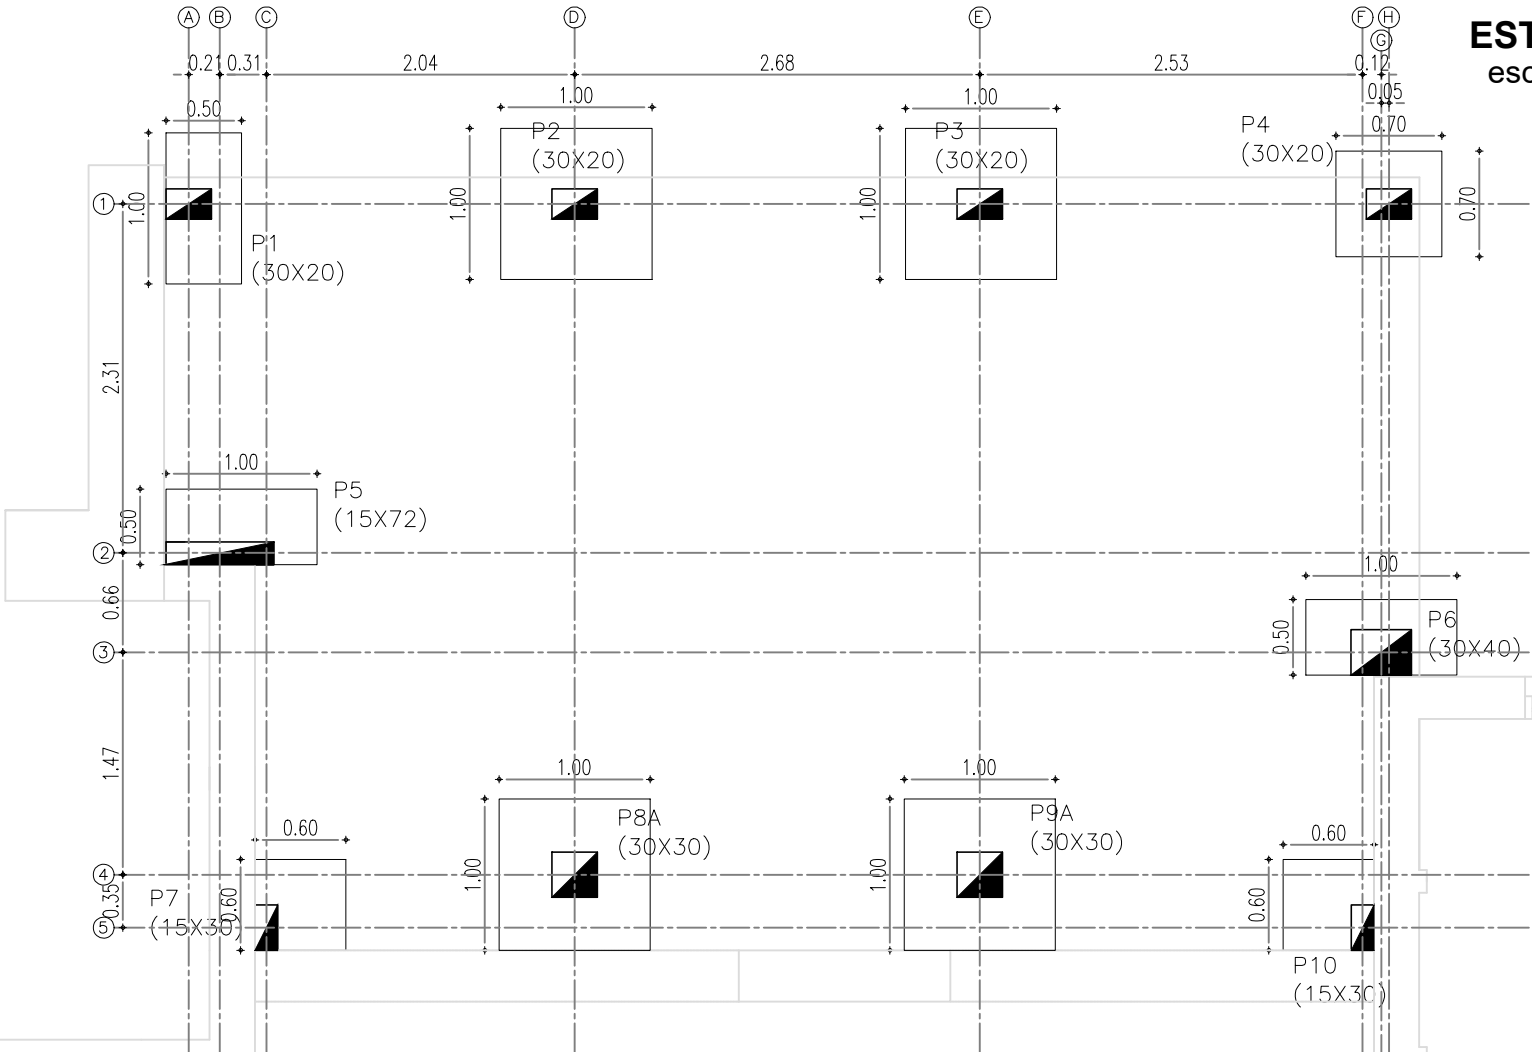 A B C D E F H
G
EST
esc
0.21 0.31 2.04 2.68 2.53 0.12
0.05
0.50 1.00 1.00 0.70
P2
(30X20)
P3
(30X20)
P4
(30X20)
1
1.00
1.00
1.00
0.70
P1
(30X20)
2.31
1.00
P5
(15X72)
0.50
2
0.66
1.00
P6
(30X40)
0.50
3
1.47
1.00
1.00
P8A
(30X30)
P9A
(30X30)
0.60
0.60
1.00
1.00
4
0.35
P7
(15X30)
0.60
0.60
5
P10
(15X30)